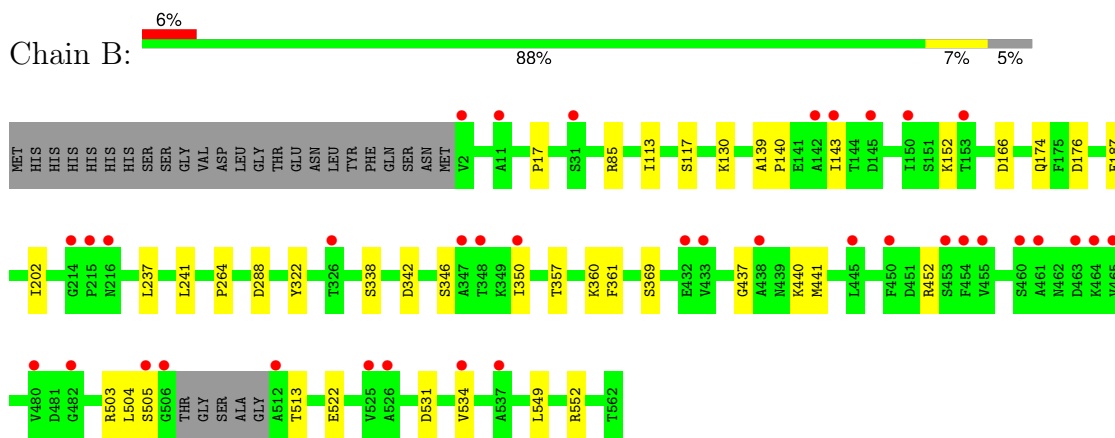 6%
Chain B:
88% 7% 5%
MET HIS HIS HIS HIS HIS HIS SER SER GLY VAL ASP LEU GLY THR GLU ASN LEU TYR PHE GLN SER ASN MET V2 A11 P17 S31 R85 I113 S117 K130 A139 P140 E141 A142 I143 T144 D145 I150 S151 K152 T153 D166 Q174 F175 D176 E187
I202 G214 P215 N216 L237 L241 P264 D288 Y322 T326 S338 D342 S346 A347 T348 K349 I350 T357 K360 F361 S369 E432 V433 G437 A438 N439 K440 M441 L445 F450 D451 R452 S453 F454 V455 S460 A461 N462 D463 K464 V465
V480 D481 G482 R503 L504 S505 G506 THR GLY SER ALA GLY A512 T513 E522 V525 A526 D531 V534 A537 L549 R552 T562